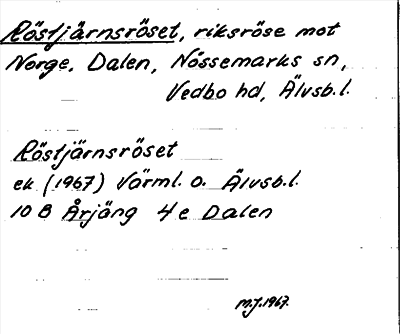 Röstjärnsröset, riksröse mot
Norge, Dalen, Nössemarks sn,
Vedbo hd, Älvsb.l.
Röstjärnsröset
ek (1967) Värml. o. Älvsb.l.
10 B Årjäng 4 e Dalen
M.J.1967.